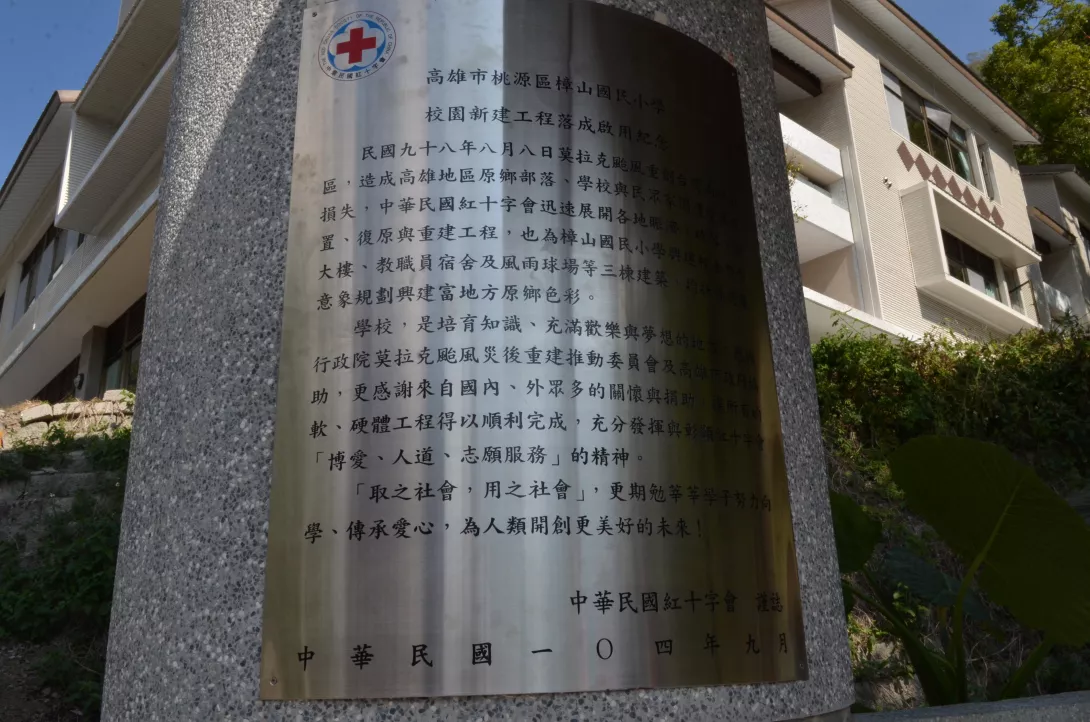 高雄市桃源區樟山國民小學
校園新建工程落成啟用紀念
民國九十八年八月八日莫拉克颱風重創
區，造成高雄地區原鄉部落、學校與民眾家園
損失，中華民國紅十字會迅速展開各地
置、復原與重建工程，也為樟山國民小學興建
大樓、教職員宿舍及風雨球場等三棟建築，
意象規劃興建富地方原鄉色彩。
學校，是培育知識、充滿歡樂與夢想的地
行政院莫拉克颱風災後重建推動委員會及高雄
助，更感謝來自國內、外眾多的關懷與捐助，
軟、硬體工程得以順利完成，充分發揮與彰顯紅十字會
「博愛、人道、志願服務」的精神。
「取之社會，用之社會」，更期勉莘莘學子努力向
學、傳承愛心，為人類開創更美好的未來！
中華民國紅十字會 謹誌
中華民國一〇四年九月